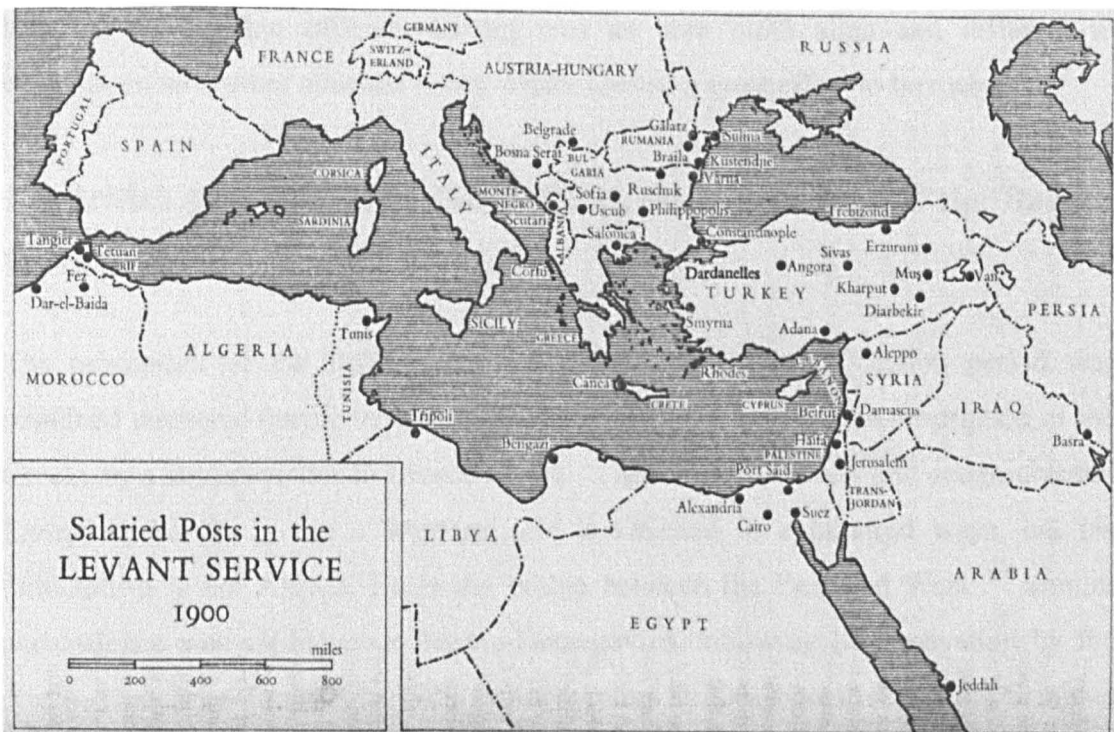 GERMANY
FRANCE
SWITZ-
ERLAND
AUSTRIA-HUNGARY
RUSSIA
PORTUGAL
SPAIN
CORSICA
SARDINIA
ITALY
Belgrade
Bosna Serai
BUL-
GARIA
Galatz
RUMANIA
Braila
Sulina
Kustendjie
Varna
Ruschuk
MONTE-
NEGRO
Scutari
ALBANIA
Sofia
Uscub
Philippopolis
Salonica
Constantinople
Trebizond
Corfu
Dardanelles
Angora
Sivas
Erzurum
Muş
Van
Kharput
Diarbekir
TURKEY
PERSIA
Tangier
Tetuan
RIF
Fez
Dar-el-Baida
Tunis
SICILY
GREECE
Smyrna
Adana
Aleppo
ALGERIA
MOROCCO
TUNISIA
Canea
CRETE
Rhodes
CYPRUS
LEBANON
SYRIA
IRAQ
Beirut
Damascus
Tripoli
Bengazi
Haifa
PALESTINE
Port Said
Jerusalem
Basra
Alexandria
Cairo
Suez
TRANS-
JORDAN
LIBYA
EGYPT
ARABIA
Jeddah
Salaried Posts in the
LEVANT SERVICE
1900
miles
0 200 400 600 800